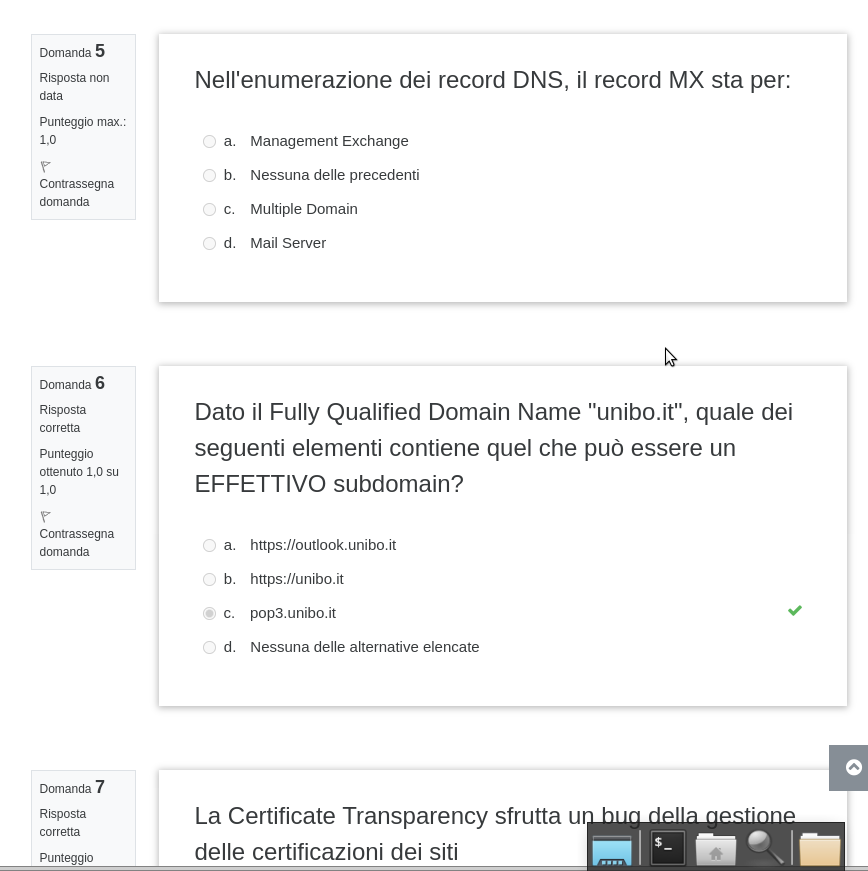 Domanda 5
Risposta non
data
Punteggio max.:
1,0
Contrassegna
domanda
Nell'enumerazione dei record DNS, il record MX sta per:
a. Management Exchange
b. Nessuna delle precedenti
c. Multiple Domain
d. Mail Server
Domanda 6
Risposta
corretta
Punteggio
ottenuto 1,0 su
1,0
Contrassegna
domanda
Dato il Fully Qualified Domain Name "unibo.it", quale dei
seguenti elementi contiene quel che può essere un
EFFETTIVO subdomain?
a. https://outlook.unibo.it
b. https://unibo.it
c. pop3.unibo.it
d. Nessuna delle alternative elencate
Domanda 7
Risposta
corretta
Punteggio
La Certificate Transparency sfrutta un bug della gestione
delle certificazioni dei siti
$_